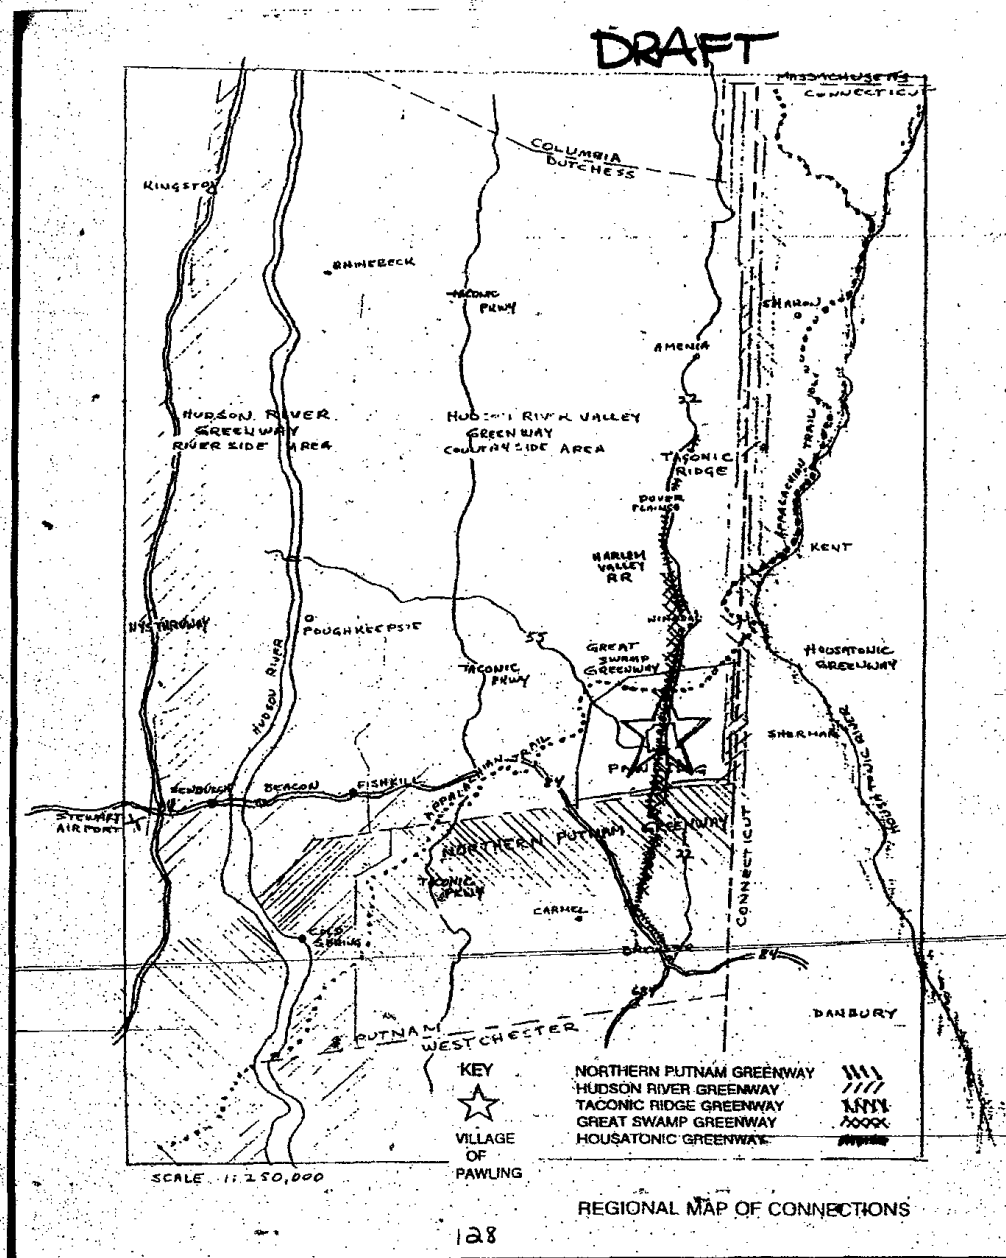 DRAFT
MASSACHUSETTS
CONNECTICUT
COLUMBIA
DUTCHESS
KINGSTON
RHINEBECK
TACONIC
PKWY
SHARON
AMENIA
22
HUDSON RIVER
GREENWAY
RIVERSIDE AREA
HUDSON RIVER VALLEY
GREENWAY
COUNTRYSIDE AREA
TACONIC
RIDGE
APPALACHIAN TRAIL
DOVER
PLAINS
HARLEM
VALLEY
RR
KENT
NYS THRUWAY
POUGHKEEPSIE
55
GREAT
SWAMP
GREENWAY
HOUSATONIC
GREENWAY
HUDSON RIVER
TACONIC
PKWY
SHERMAN
HOUSATONIC RIVER
APPALACHIAN TRAIL
84
NEWBURGH
BEACON
FISHKILL
STEWART
AIRPORT
NORTHERN PUTNAM GREENWAY
22
CONNECTICUT
TACONIC
PKWY
CARMEL
COLD
SPRING
BREWSTER
84
684
DANBURY
PUTNAM
WESTCHESTER
KEY
VILLAGE
OF
PAWLING
NORTHERN PUTNAM GREENWAY
HUDSON RIVER GREENWAY
TACONIC RIDGE GREENWAY
GREAT SWAMP GREENWAY
HOUSATONIC GREENWAY
SCALE 1:250,000
REGIONAL MAP OF CONNECTIONS
128